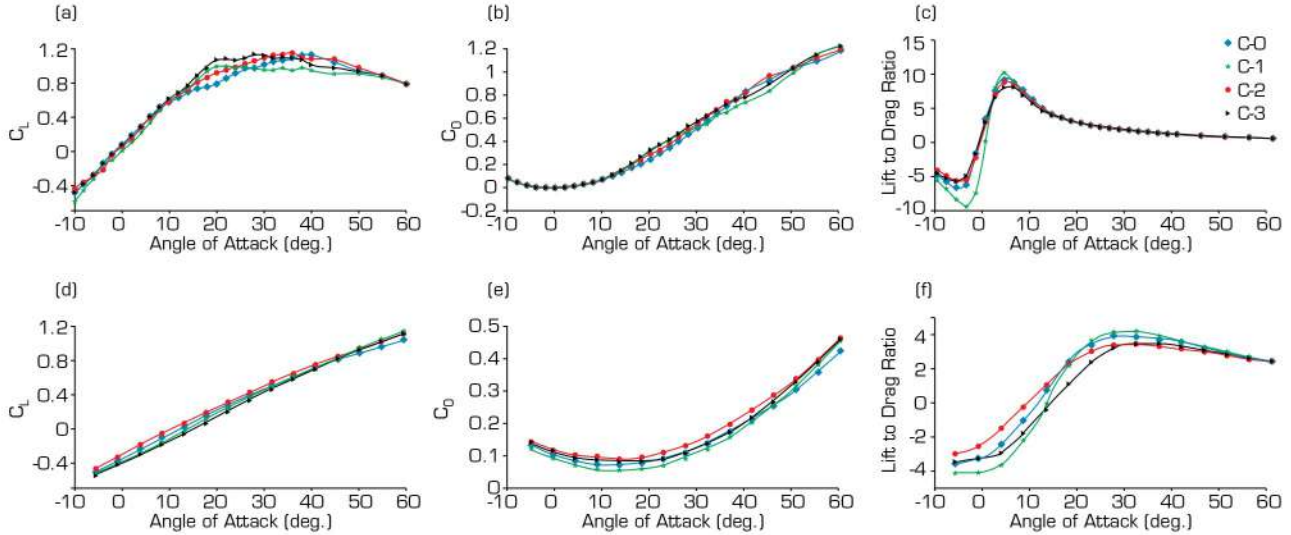 (a)
1.2
0.8
0.4
0
-0.4
-10 0 10 20 30 40 50 60
C_L
Angle of Attack (deg.)
(b)
1.2
1
0.8
0.6
0.4
0.2
0
-0.2
-10 0 10 20 30 40 50 60
C_D
Angle of Attack (deg.)
(c)
15
10
5
0
-5
-10
-10 0 10 20 30 40 50 60
Lift to Drag Ratio
Angle of Attack (deg.)
C-0
C-1
C-2
C-3
(d)
1.2
0.8
0.4
0
-0.4
-10 0 10 20 30 40 50 60
C_L
Angle of Attack (deg.)
(e)
0.5
0.4
0.3
0.2
0.1
0
-10 0 10 20 30 40 50 60
C_D
Angle of Attack (deg.)
(f)
4
2
0
-2
-4
-10 0 10 20 30 40 50 60
Lift to Drag Ratio
Angle of Attack (deg.)